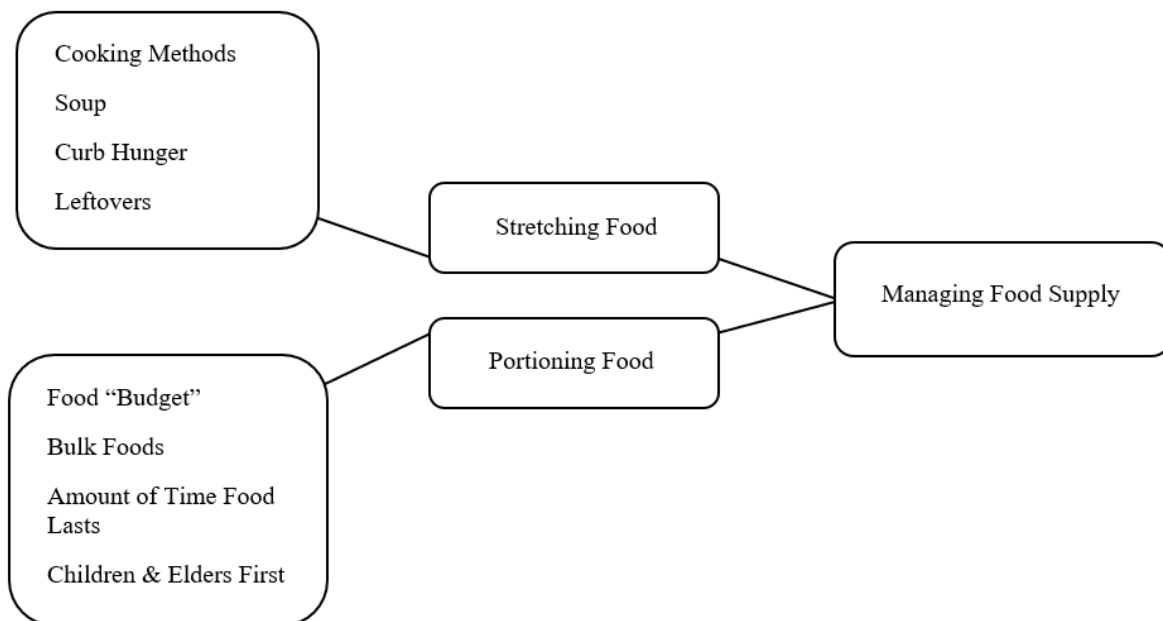 Cooking Methods
Soup
Curb Hunger
Leftovers
Stretching Food
Managing Food Supply
Portioning Food
Food “Budget”
Bulk Foods
Amount of Time Food
Lasts
Children & Elders First